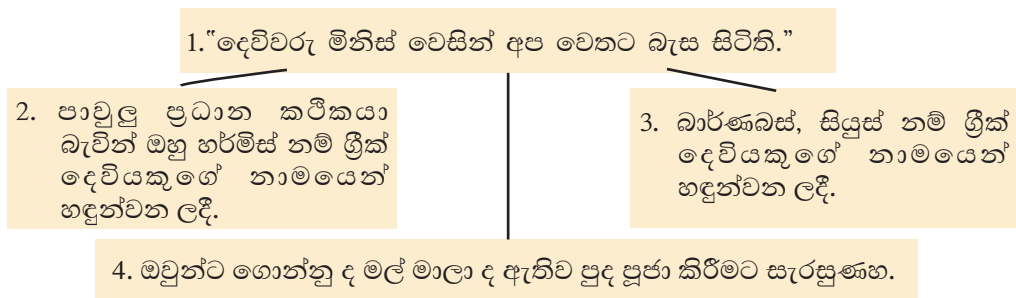 1.“දෙවිවරු මිනිස් වෙසින් අප වෙතට බැස සිටිති.”
2. පාවුලු ප්‍රධාන කථිකයා
බැවින් ඔහු හර්මිස් නම් ග්‍රීක්
දෙවියකුගේ නාමයෙන්
හඳුන්වන ලදී.
3. බාර්ණබස්, සියුස් නම් ග්‍රීක්
දෙවියකුගේ නාමයෙන්
හඳුන්වන ලදී.
4. ඔවුන්ට ගොන්නු ද මල් මාලා ද ඇතිව පුද පූජා කිරීමට සැරසුණහ.